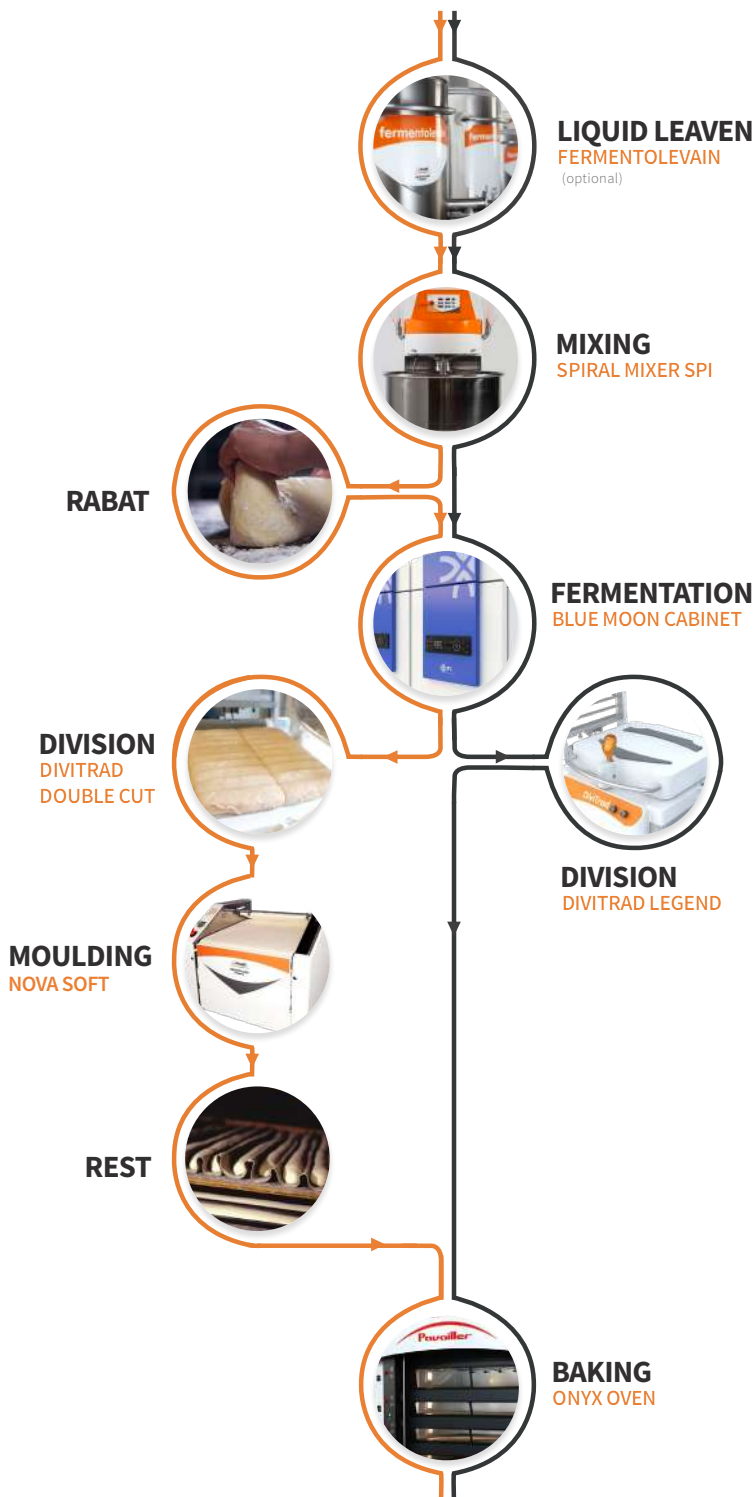 fermentole
LIQUID LEAVEN
FERMENTOLEVAIN
(optional)
MIXING
SPIRAL MIXER SPI
RABAT
FERMENTATION
BLUE MOON CABINET
DIVISION
DIVITRAD
DOUBLE CUT
DiviTrad
DIVISION
DIVITRAD LEGEND
MOULDING
NOVA SOFT
REST
Pavailler
BAKING
ONYX OVEN